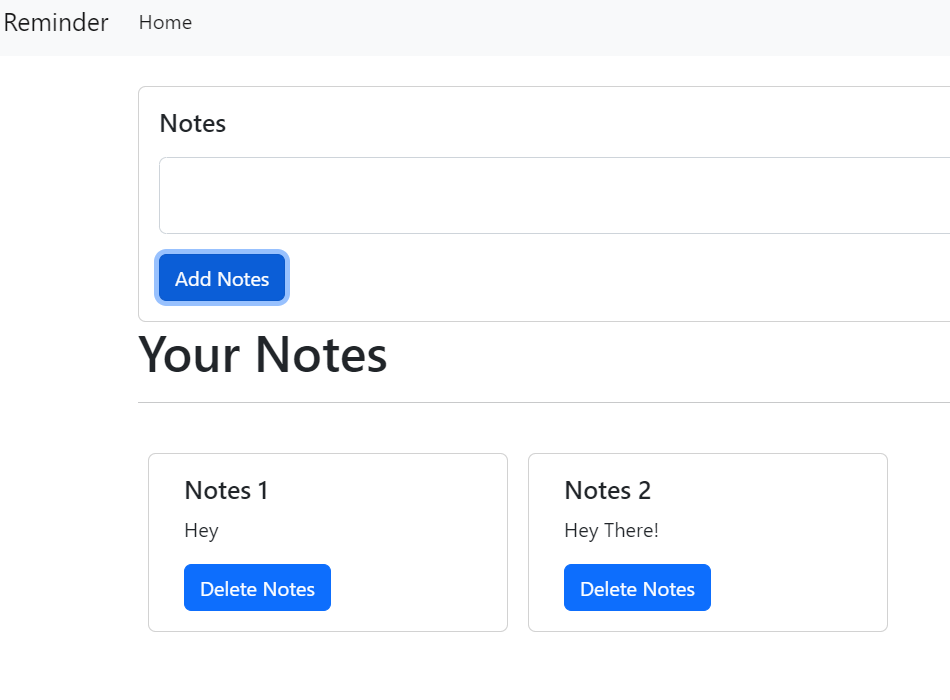 Reminder Home
Notes
Add Notes
Your Notes
Notes 1
Hey
Delete Notes
Notes 2
Hey There!
Delete Notes